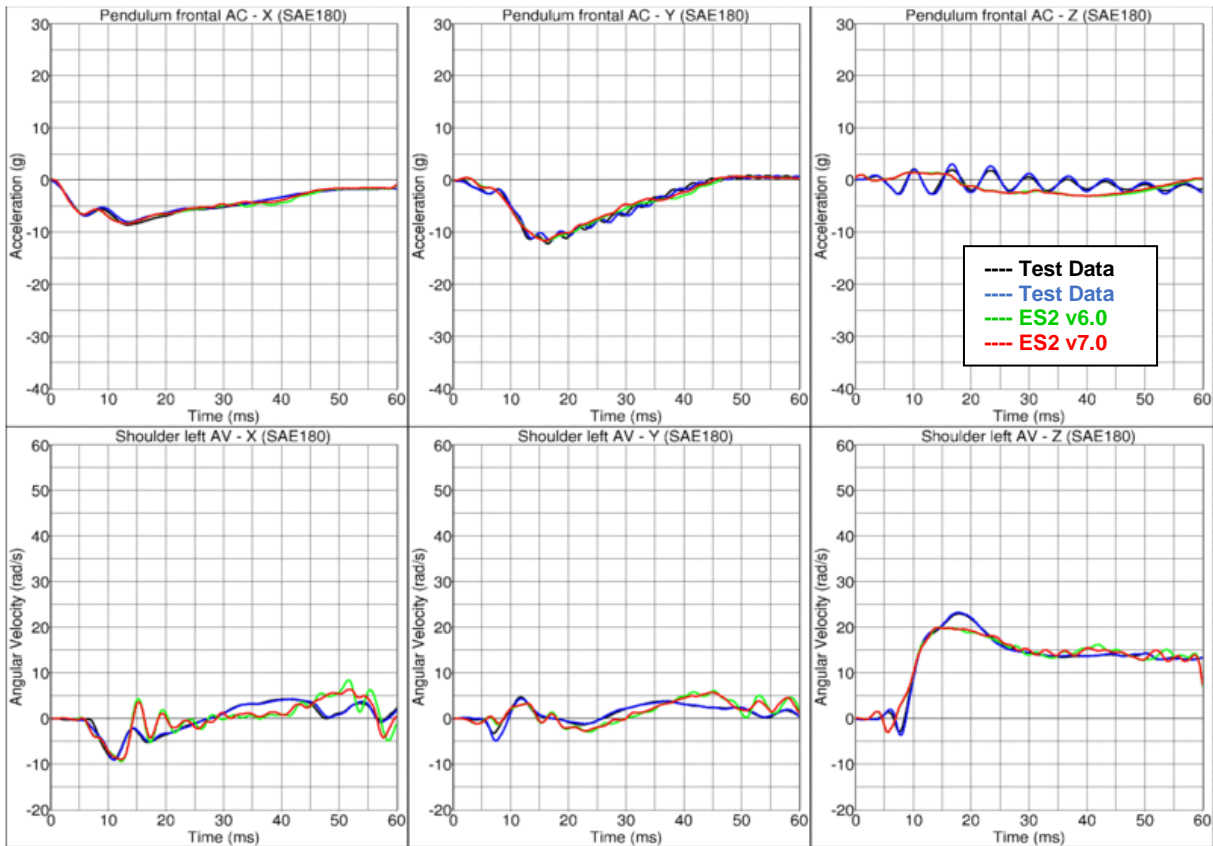 Pendulum frontal AC - X (SAE180)
30
20
10
0
-10
-20
-30
-40
Acceleration (g)
0 10 20 30 40 50 60
Time (ms)
Pendulum frontal AC - Y (SAE180)
30
20
10
0
-10
-20
-30
-40
Acceleration (g)
0 10 20 30 40 50 60
Time (ms)
Pendulum frontal AC - Z (SAE180)
30
20
10
0
-10
-20
-30
-40
Acceleration (g)
0 10 20 30 40 50 60
Time (ms)
---- Test Data
---- Test Data
---- ES2 v6.0
---- ES2 v7.0
Shoulder left AV - X (SAE180)
60
50
40
30
20
10
0
-10
-20
Angular Velocity (rad/s)
0 10 20 30 40 50 60
Time (ms)
Shoulder left AV - Y (SAE180)
60
50
40
30
20
10
0
-10
-20
Angular Velocity (rad/s)
0 10 20 30 40 50 60
Time (ms)
Shoulder left AV - Z (SAE180)
60
50
40
30
20
10
0
-10
-20
Angular Velocity (rad/s)
0 10 20 30 40 50 60
Time (ms)